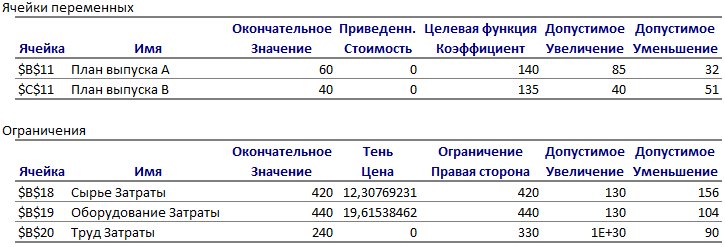 Ячейки переменных
Окончательное Приведенн. Целевая функция Допустимое Допустимое
Ячейка Имя Значение Стоимость Коэффициент Увеличение Уменьшение
$B$11 План выпуска А 60 0 140 85 32
$C$11 План выпуска В 40 0 135 40 51
Ограничения
Окончательное Тень Ограничение Допустимое Допустимое
Ячейка Имя Значение Цена Правая сторона Увеличение Уменьшение
$B$18 Сырье Затраты 420 12,30769231 420 130 156
$B$19 Оборудование Затраты 440 19,61538462 440 130 104
$B$20 Труд Затраты 240 0 330 1E+30 90